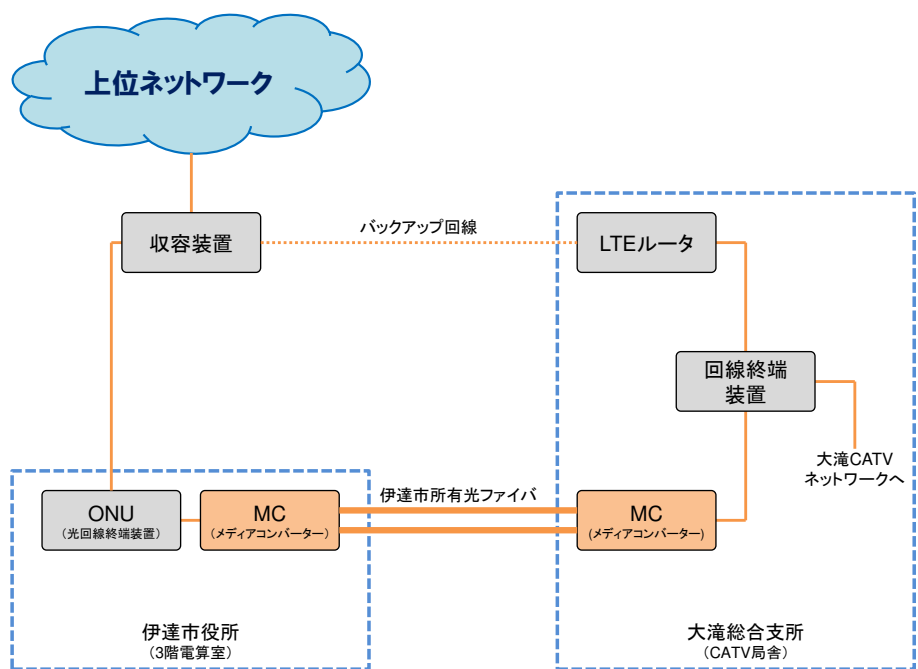 上位ネットワーク
収容装置
バックアップ回線
LTEルータ
回線終端
装置
大滝CATV
ネットワークへ
伊達市所有光ファイバ
ONU
(光回線終端装置)
MC
(メディアコンバーター)
MC
(メディアコンバーター)
伊達市役所
(3階電算室)
大滝総合支所
(CATV局舎)